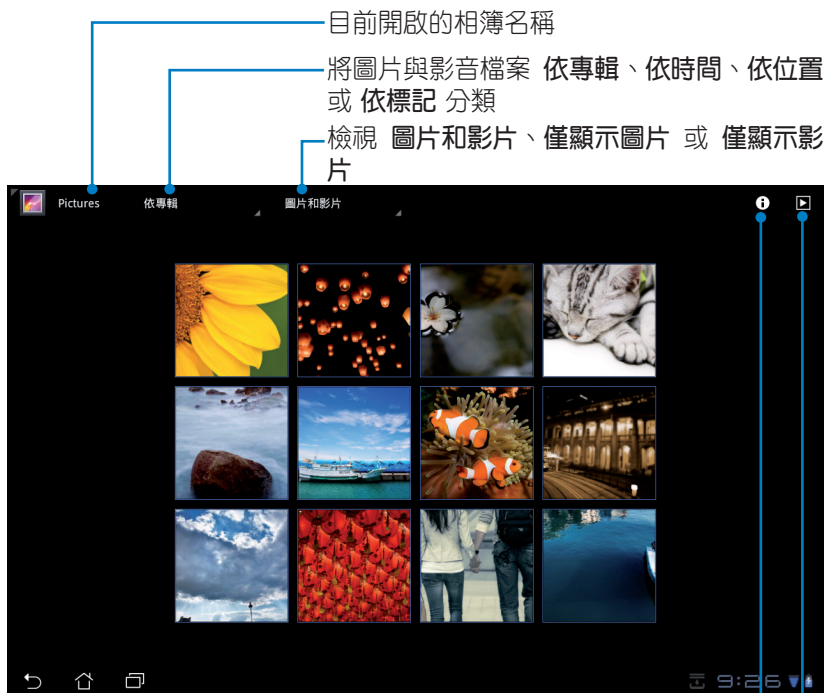 目前開啟的相簿名稱
將圖片與影音檔案 依專輯、依時間、依位置
或 依標記 分類
檢視 圖片和影片、僅顯示圖片 或 僅顯示影
片
Pictures 依專輯 圖片和影片
9:26